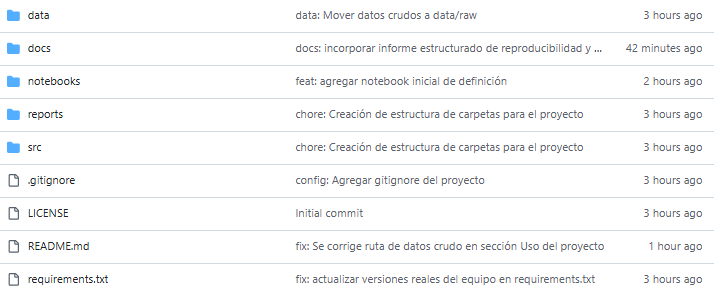 data data: Mover datos crudos a data/raw 3 hours ago
docs docs: incorporar informe estructurado de reproducibilidad y ... 42 minutes ago
notebooks feat: agregar notebook inicial de definición 2 hours ago
reports chore: Creación de estructura de carpetas para el proyecto 3 hours ago
src chore: Creación de estructura de carpetas para el proyecto 3 hours ago
.gitignore config: Agregar gitignore del proyecto 3 hours ago
LICENSE Initial commit 3 hours ago
README.md fix: Se corrige ruta de datos crudo en sección Uso del proyecto 1 hour ago
requirements.txt fix: actualizar versiones reales del equipo en requirements.txt 3 hours ago